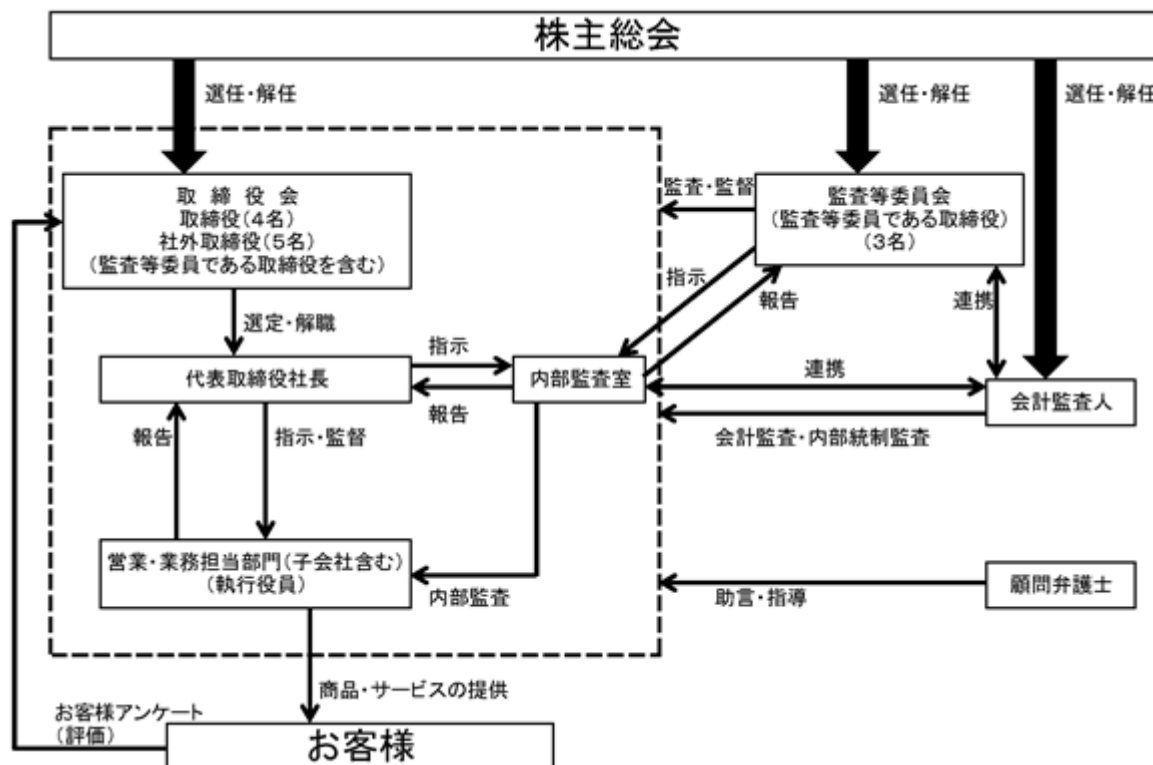 株主総会
選任・解任
選任・解任
選任・解任
取締役会
取締役(4名)
社外取締役(5名)
(監査等委員である取締役を含む)
監査・監督
監査等委員会
(監査等委員である取締役)
(3名)
指示
報告
連携
選定・解職
代表取締役社長
指示
報告
内部監査室
連携
会計監査人
会計監査・内部統制監査
報告
指示・監督
営業・業務担当部門(子会社含む)
(執行役員)
内部監査
助言・指導
顧問弁護士
商品・サービスの提供
お客様アンケート
(評価)
お客様